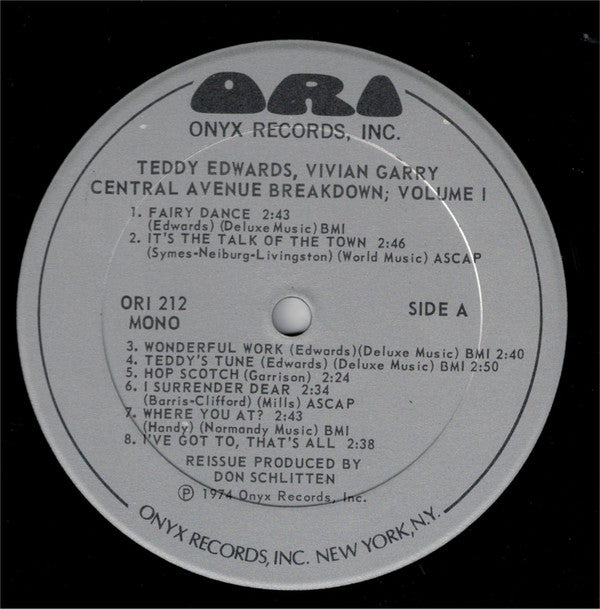 ORI
ONYX RECORDS, INC.
TEDDY EDWARDS, VIVIAN GARRY
CENTRAL AVENUE BREAKDOWN; VOLUME I
1. FAIRY DANCE 2:43
(Edwards) (Deluxe Music) BMI
2. IT'S THE TALK OF THE TOWN 2:46
(Symes-Neiburg-Livingston) (World Music) ASCAP
ORI 212
MONO
SIDE A
3. WONDERFUL WORK (Edwards)(Deluxe Music) BMI 2:40
4. TEDDY'S TUNE (Edwards) (Deluxe Music) BMI 2:50
5. HOP SCOTCH (Garrison) 2:24
6. I SURRENDER DEAR 2:34
(Barris-Clifford) (Mills) ASCAP
7. WHERE YOU AT? 2:43
(Handy) (Normandy Music) BMI
8. I'VE GOT TO, THAT'S ALL 2:38
REISSUE PRODUCED BY
DON SCHLITTEN
℗ 1974 Onyx Records, Inc.
ONYX RECORDS, INC. NEW YORK, N.Y.